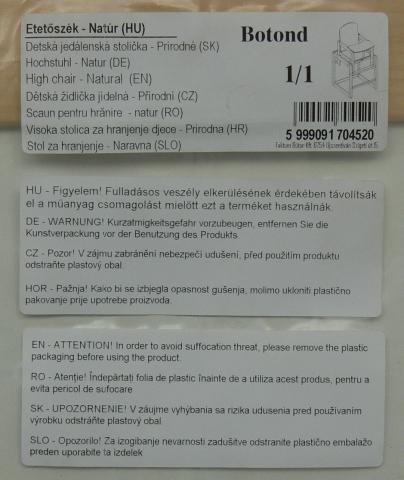 Etetőszék - Natúr (HU)
Detská jedálenská stolička - Prírodné (SK)
Hochstuhl - Natur (DE)
High chair - Natural (EN)
Dětská židlička jídelná - Přírodní (CZ)
Scaun pentru hrănire - natur (RO)
Visoka stolica za hranjenje djece - Prirodna (HR)
Stol za hranjenje - Naravna (SLO)
Botond
1/1
5 999091 704520
HU - Figyelem! Fulladásos veszély elkerülésének érdekében távolítsák
el a műanyag csomagolást mielött ezt a terméket használnák.
DE - WARNUNG! Kurzatmigkeitsgefahr vorzubeugen, entfernen Sie die
Kunstverpackung vor der Benutzung des Produkts.
CZ - Pozor! V zájmu zabránění nebezpečí udušení, před použitím produktu
odstraňte plastový obal.
HOR - Pažnja! Kako bi se izbjegla opasnost gušenja, molimo ukloniti plastično
pakovanje prije upotrebe proizvoda.
EN - ATTENTION! In order to avoid suffocation threat, please remove the plastic
packaging before using the product.
RO - Atenţie! Îndepărtaţi folia de plastic înainte de a utiliza acest produs, pentru a
evita pericol de sufocare
SK - UPOZORNENIE! V záujme vyhýbania sa rizika udusenia pred používaním
výrobku odstráňte plastový obal
SLO - Opozorilo! Za izogibanje nevarnosti zadušitve odstranite plastično embalažo
preden uporabite ta izdelek